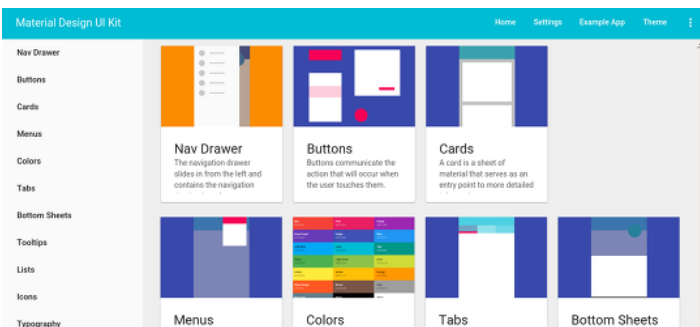 Material Design UI Kit
Home Settings Example App Theme
Nav Drawer
Buttons
Cards
Menus
Colors
Tabs
Bottom Sheets
Tooltips
Lists
Icons
Typography
Nav Drawer
The navigation drawer
slides in from the left and
contains the navigation
Buttons
Buttons communicate the
action that will occur when
the user touches them.
Cards
A card is a sheet of
material that serves as an
entry point to more detailed
Menus
Colors
Tabs
Bottom Sheets